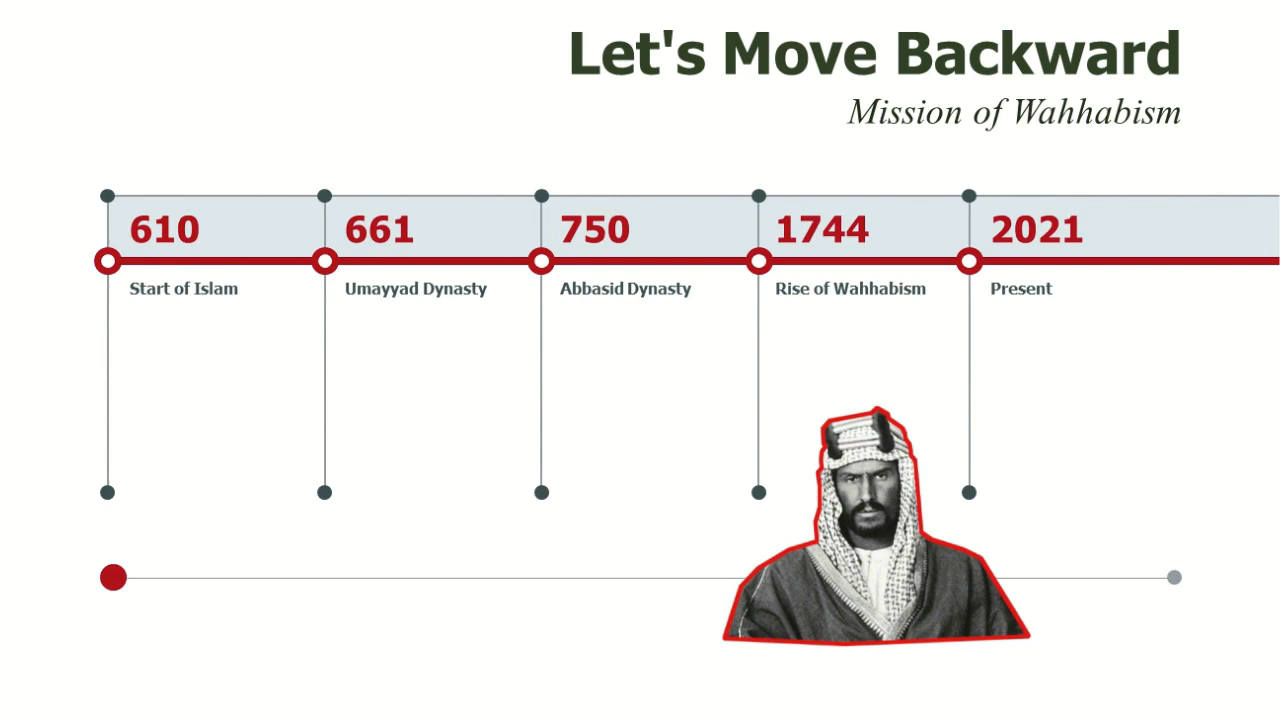 Let's Move Backward
Mission of Wahhabism
610
661
750
1744
2021
Start of Islam
Umayyad Dynasty
Abbasid Dynasty
Rise of Wahhabism
Present